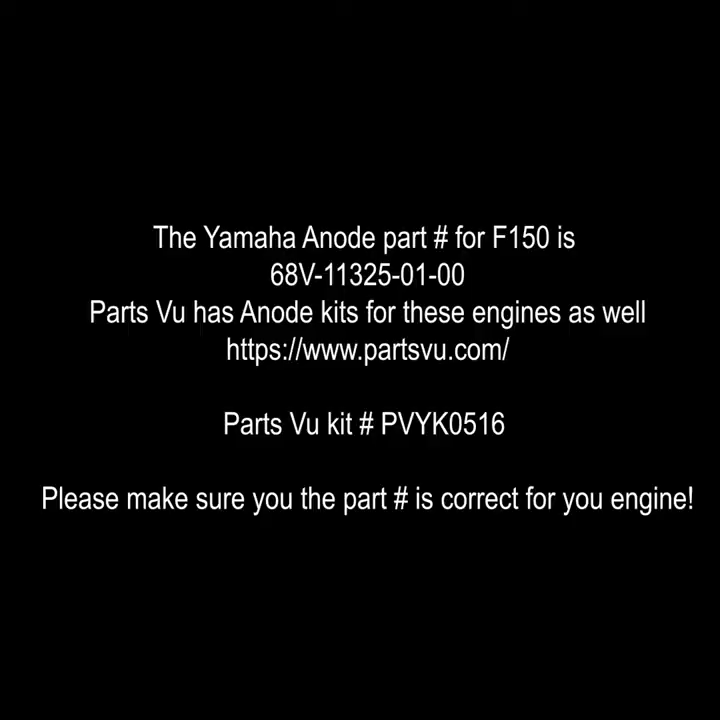 The Yamaha Anode part # for F150 is
68V-11325-01-00
Parts Vu has Anode kits for these engines as well
https://www.partsvu.com/
Parts Vu kit # PVYK0516
Please make sure you the part # is correct for you engine!